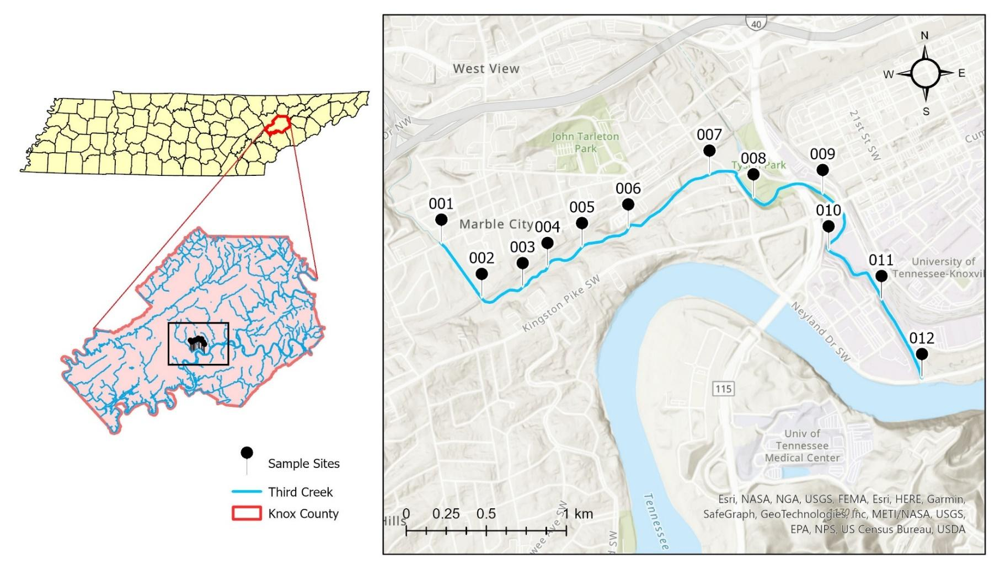 40
N
West View
W
E
S
Dr NW
21st St SW
John Tarleton
Park
007
008
009
Park
001
006
005
010
Marble City
004
002
003
011
University of
Tennessee-Knoxvil
Kingston Pike SW
Neyland Dr SW
012
115
Univ of
Tennessee
Medical Center
Sample Sites
Third Creek
Knox County
Hills
0
0.25
0.5
1 km
Tennessee
Esri, NASA, NGA, USGS, FEMA, Esri, HERE, Garmin,
SafeGraph, GeoTechnologies, Inc, METI/NASA, USGS,
EPA, NPS, US Census Bureau, USDA